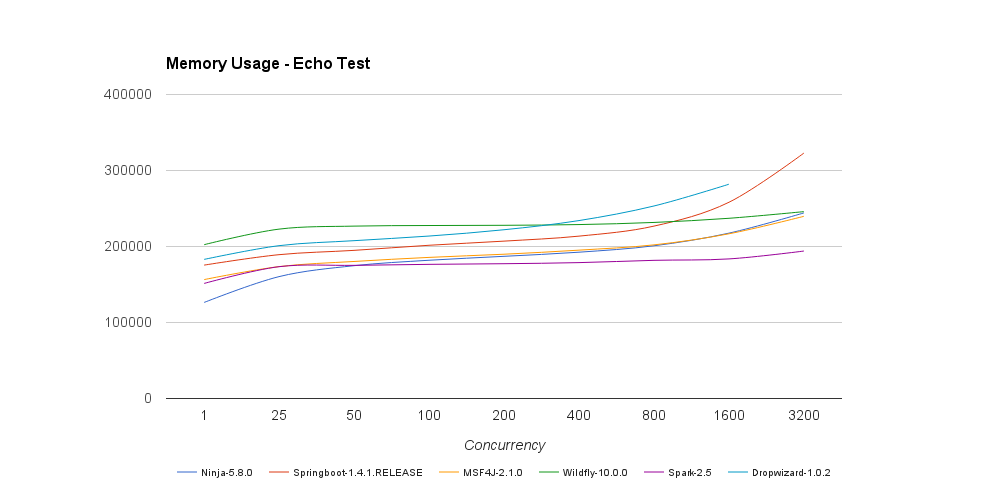 Memory Usage - Echo Test
400000
300000
200000
100000
0
1 25 50 100 200 400 800 1600 3200
Concurrency
Ninja-5.8.0 Springboot-1.4.1.RELEASE MSF4J-2.1.0 Wildfly-10.0.0 Spark-2.5 Dropwizard-1.0.2